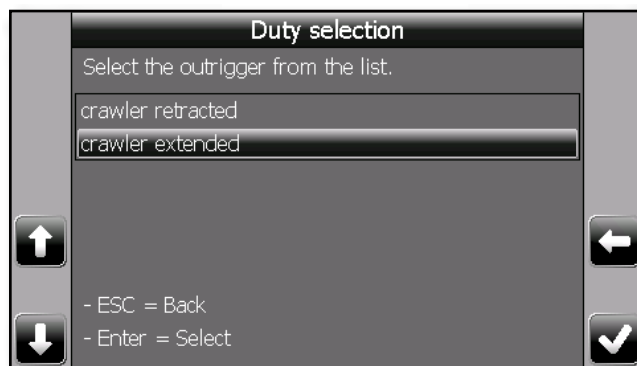 Duty selection
Select the outrigger from the list.
crawler retracted
crawler extended
- ESC = Back
- Enter = Select